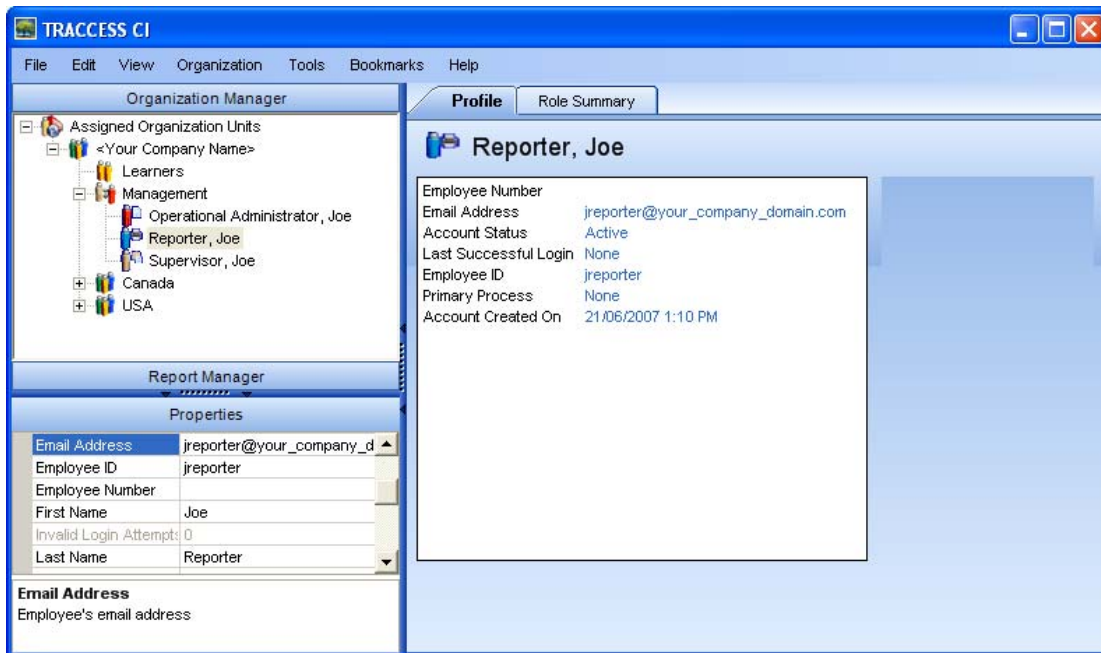 TRACCESS CI
File Edit View Organization Tools Bookmarks Help
Organization Manager
Assigned Organization Units
<Your Company Name>
Learners
Management
Operational Administrator, Joe
Reporter, Joe
Supervisor, Joe
Canada
USA
Report Manager
Properties
Email Address jreporter@your_company_d
Employee ID jreporter
Employee Number
First Name Joe
Invalid Login Attempts 0
Last Name Reporter
Email Address
Employee's email address
Profile Role Summary
Reporter, Joe
Employee Number
Email Address jreporter@your_company_domain.com
Account Status Active
Last Successful Login None
Employee ID jreporter
Primary Process None
Account Created On 21/06/2007 1:10 PM